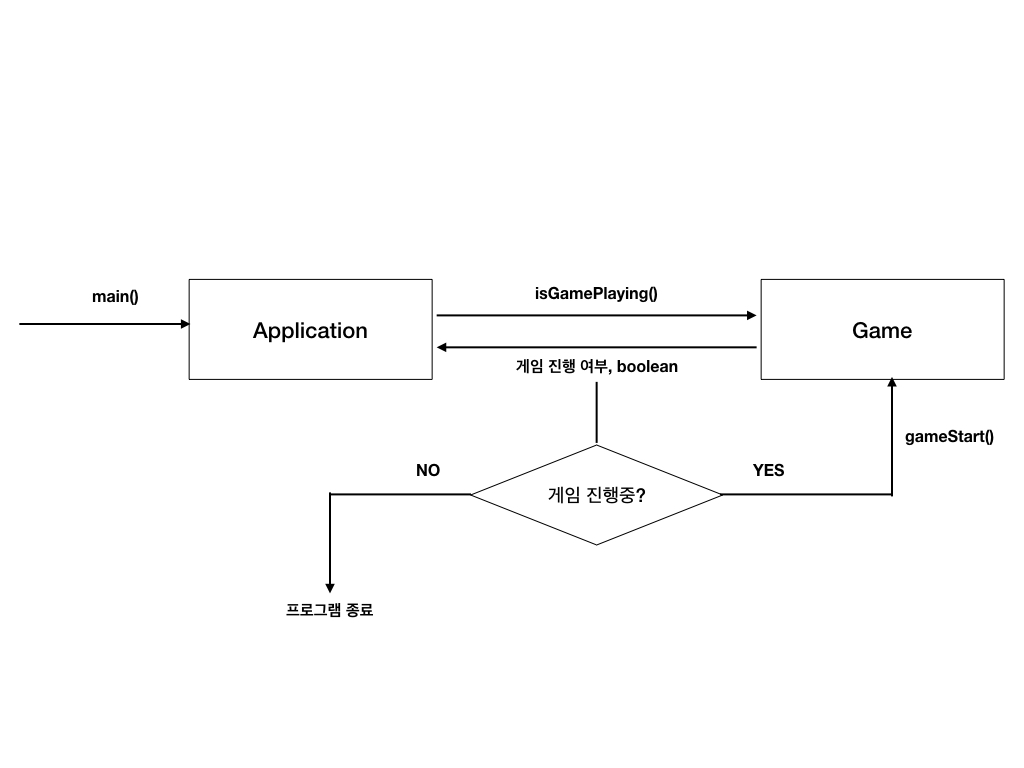 main()
isGamePlaying()
Application
Game
게임 진행 여부, boolean
gameStart()
NO
YES
게임 진행중?
프로그램 종료